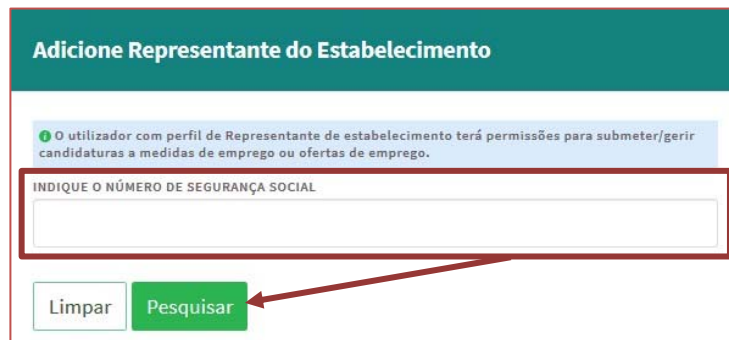 Adicione Representante do Estabelecimento
O utilizador com perfil de Representante de estabelecimento terá permissões para submeter/gerir
candidaturas a medidas de emprego ou ofertas de emprego.
INDIQUE O NÚMERO DE SEGURANÇA SOCIAL
Limpar Pesquisar